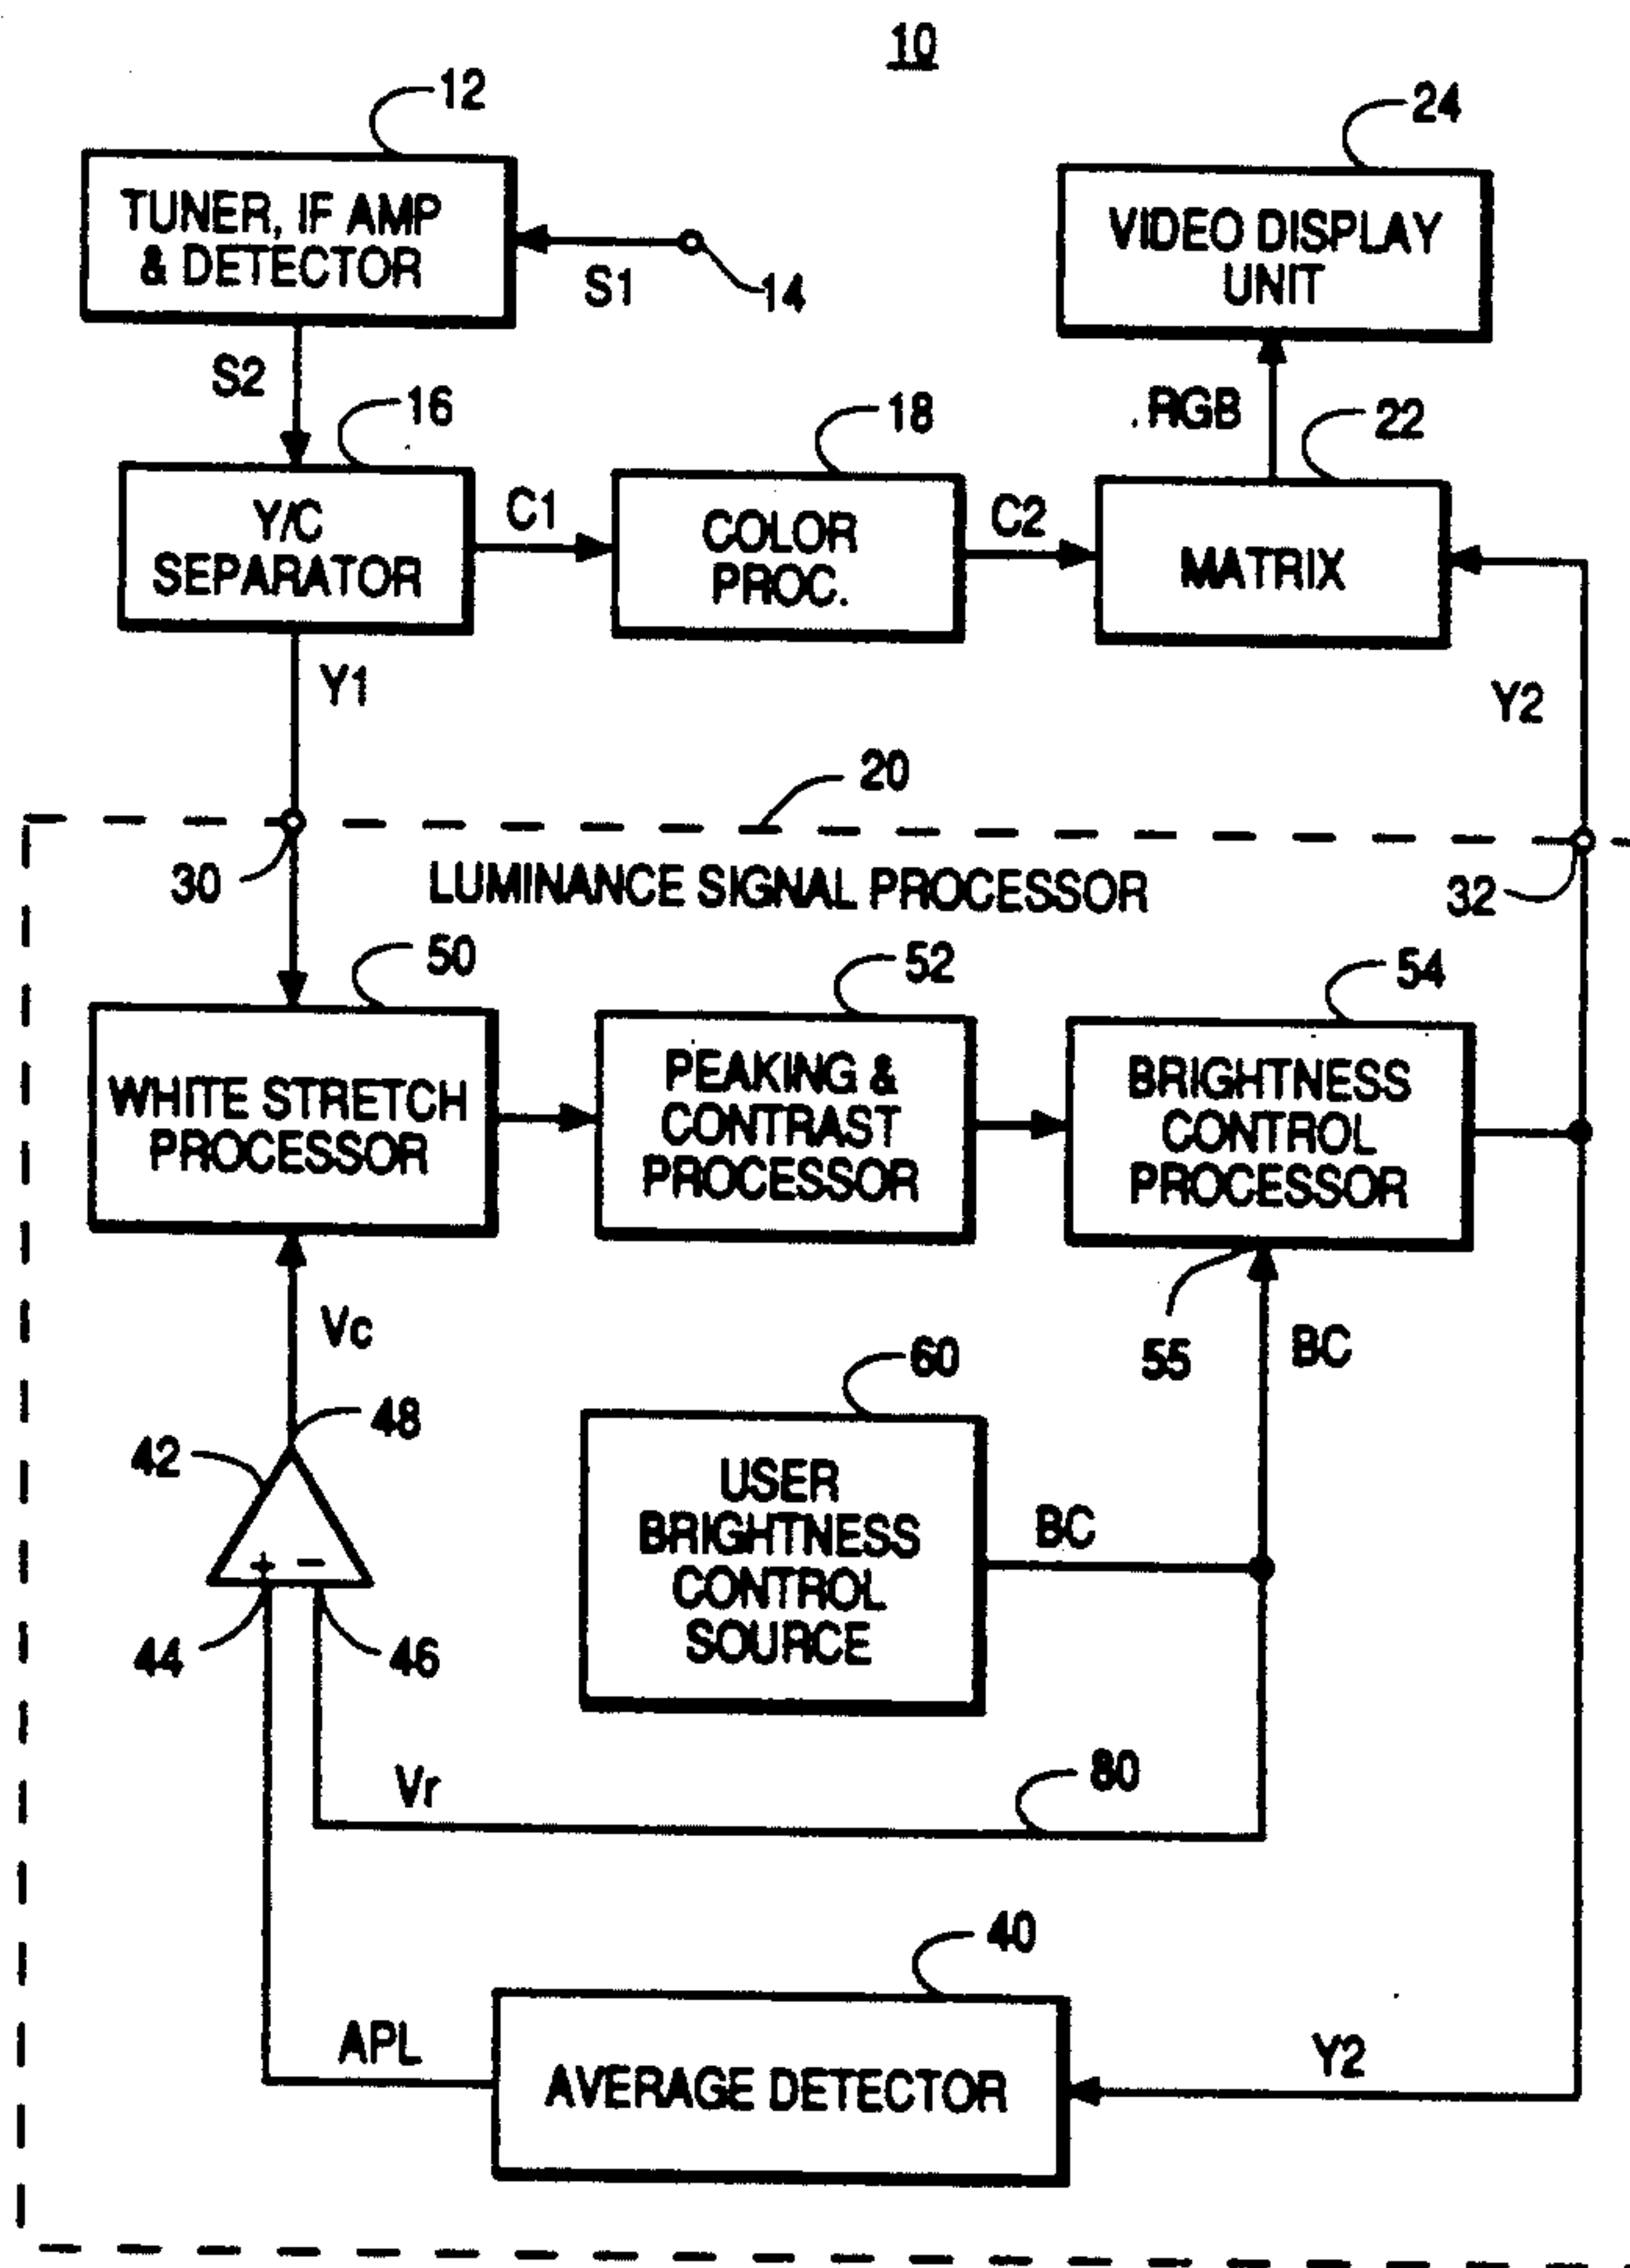 10
12
24
TUNER, IF AMP
& DETECTOR
S1
14
VIDEO DISPLAY
UNIT
S2
16
18
RGB
22
Y/C
SEPARATOR
C1
COLOR
PROC.
C2
MATRIX
Y1
Y2
20
30
LUMINANCE SIGNAL PROCESSOR
32
50
52
54
WHITE STRETCH
PROCESSOR
PEAKING &
CONTRAST
PROCESSOR
BRIGHTNESS
CONTROL
PROCESSOR
Vc
55
BC
60
48
42
USER
BRIGHTNESS
CONTROL
SOURCE
BC
+ −
44
46
Vr
80
40
APL
AVERAGE DETECTOR
Y2